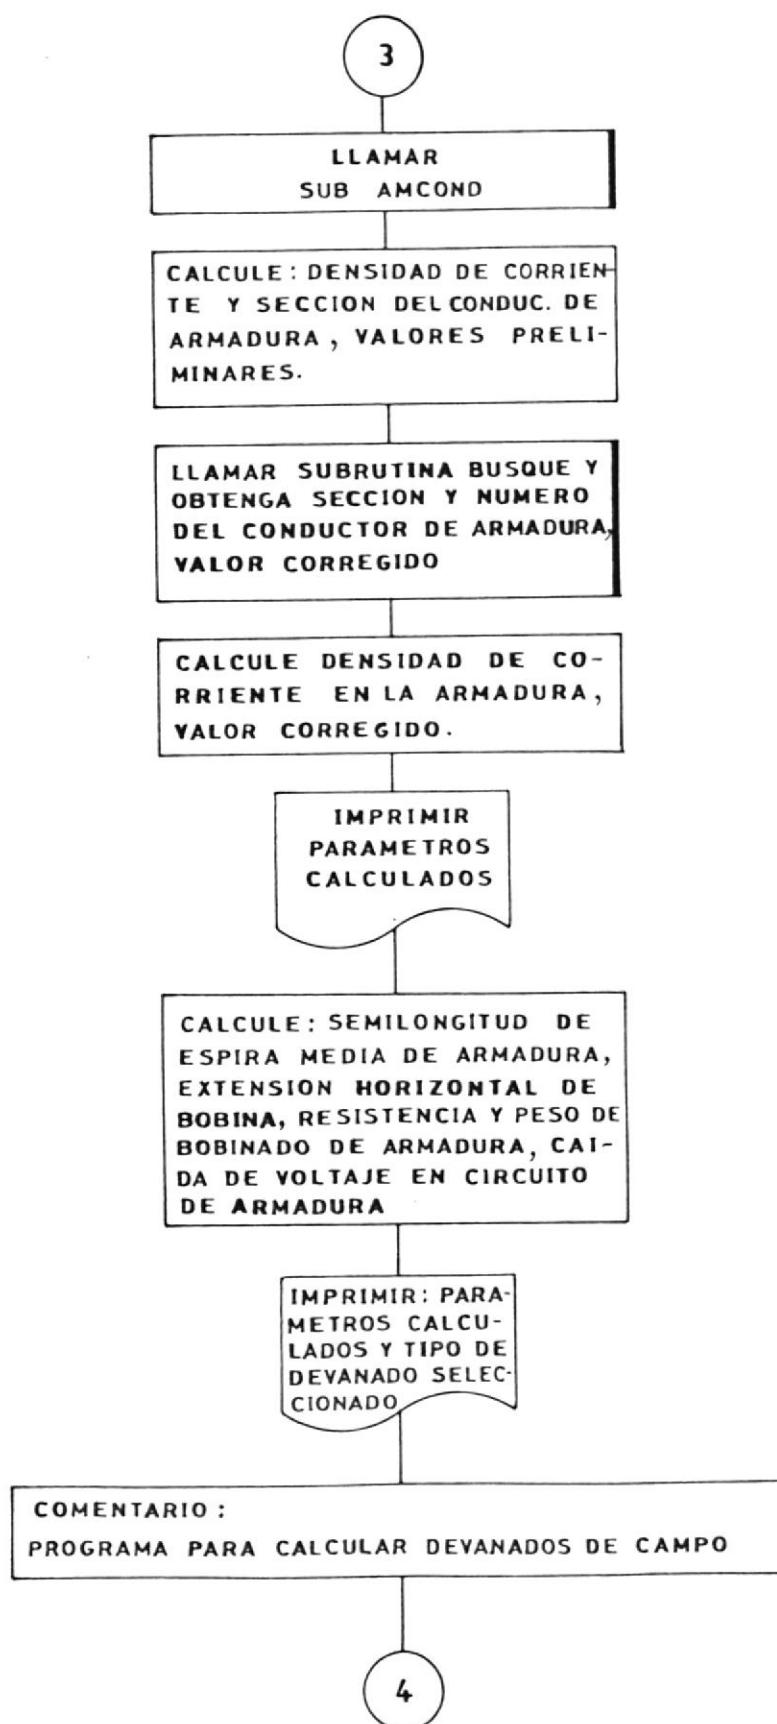 3
LLAMAR
SUB AMCOND
CALCULE: DENSIDAD DE CORRIEN-
TE Y SECCION DEL CONDUC. DE
ARMADURA, VALORES PRELI-
MINARES.
LLAMAR SUBRUTINA BUSQUE Y
OBTENGA SECCION Y NUMERO
DEL CONDUCTOR DE ARMADURA,
VALOR CORREGIDO
CALCULE DENSIDAD DE CO-
RRIENTE EN LA ARMADURA,
VALOR CORREGIDO.
IMPRIMIR
PARAMETROS
CALCULADOS
CALCULE: SEMILONGITUD DE
ESPIRA MEDIA DE ARMADURA,
EXTENSION HORIZONTAL DE
BOBINA, RESISTENCIA Y PESO DE
BOBINADO DE ARMADURA, CAI-
DA DE VOLTAJE EN CIRCUITO
DE ARMADURA
IMPRIMIR: PARA-
METROS CALCU-
LADOS Y TIPO DE
DEVANADO SELEC-
CIONADO
COMENTARIO:
PROGRAMA PARA CALCULAR DEVANADOS DE CAMPO
4